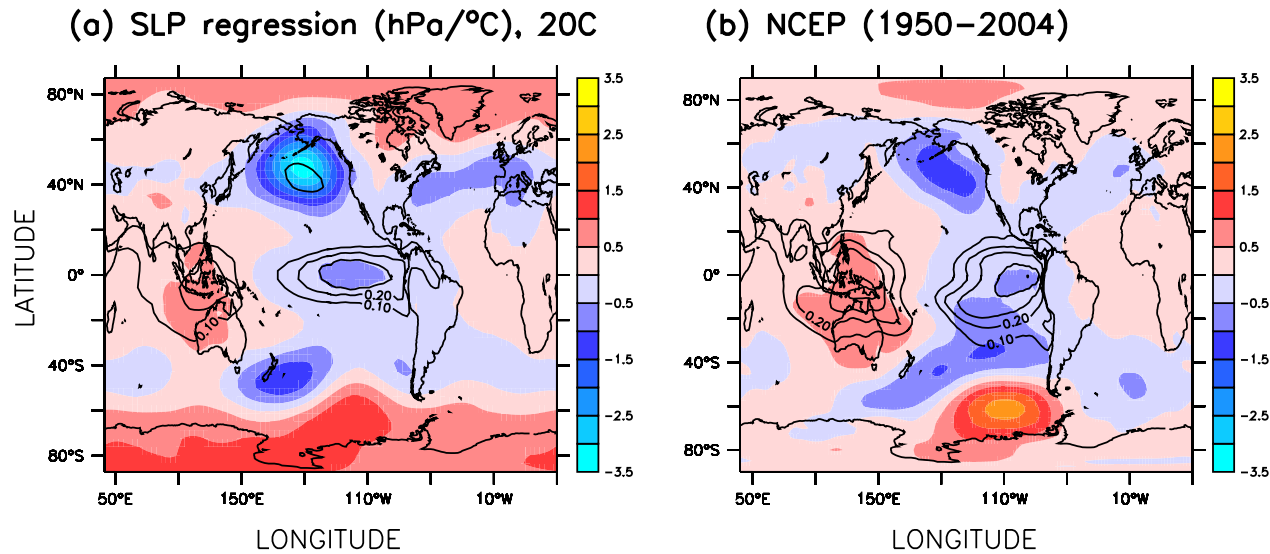 (a) SLP regression (hPa/°C), 20C
(b) NCEP (1950−2004)
80°N
40°N
0°
40°S
80°S
LATITUDE
50°E
150°E
110°W
10°W
LONGITUDE
0.20
0.10
0.10
3.5
2.5
1.5
0.5
−0.5
−1.5
−2.5
−3.5
80°N
40°N
0°
40°S
80°S
50°E
150°E
110°W
10°W
LONGITUDE
0.20
0.20
0.10
3.5
2.5
1.5
0.5
−0.5
−1.5
−2.5
−3.5